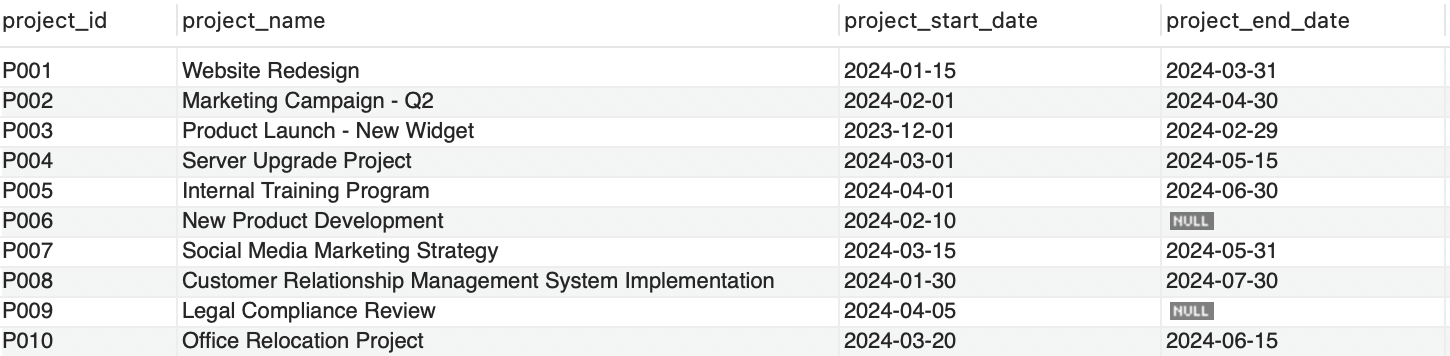 project_id project_name project_start_date project_end_date
P001 Website Redesign 2024-01-15 2024-03-31
P002 Marketing Campaign - Q2 2024-02-01 2024-04-30
P003 Product Launch - New Widget 2023-12-01 2024-02-29
P004 Server Upgrade Project 2024-03-01 2024-05-15
P005 Internal Training Program 2024-04-01 2024-06-30
P006 New Product Development 2024-02-10 NULL
P007 Social Media Marketing Strategy 2024-03-15 2024-05-31
P008 Customer Relationship Management System Implementation 2024-01-30 2024-07-30
P009 Legal Compliance Review 2024-04-05 NULL
P010 Office Relocation Project 2024-03-20 2024-06-15